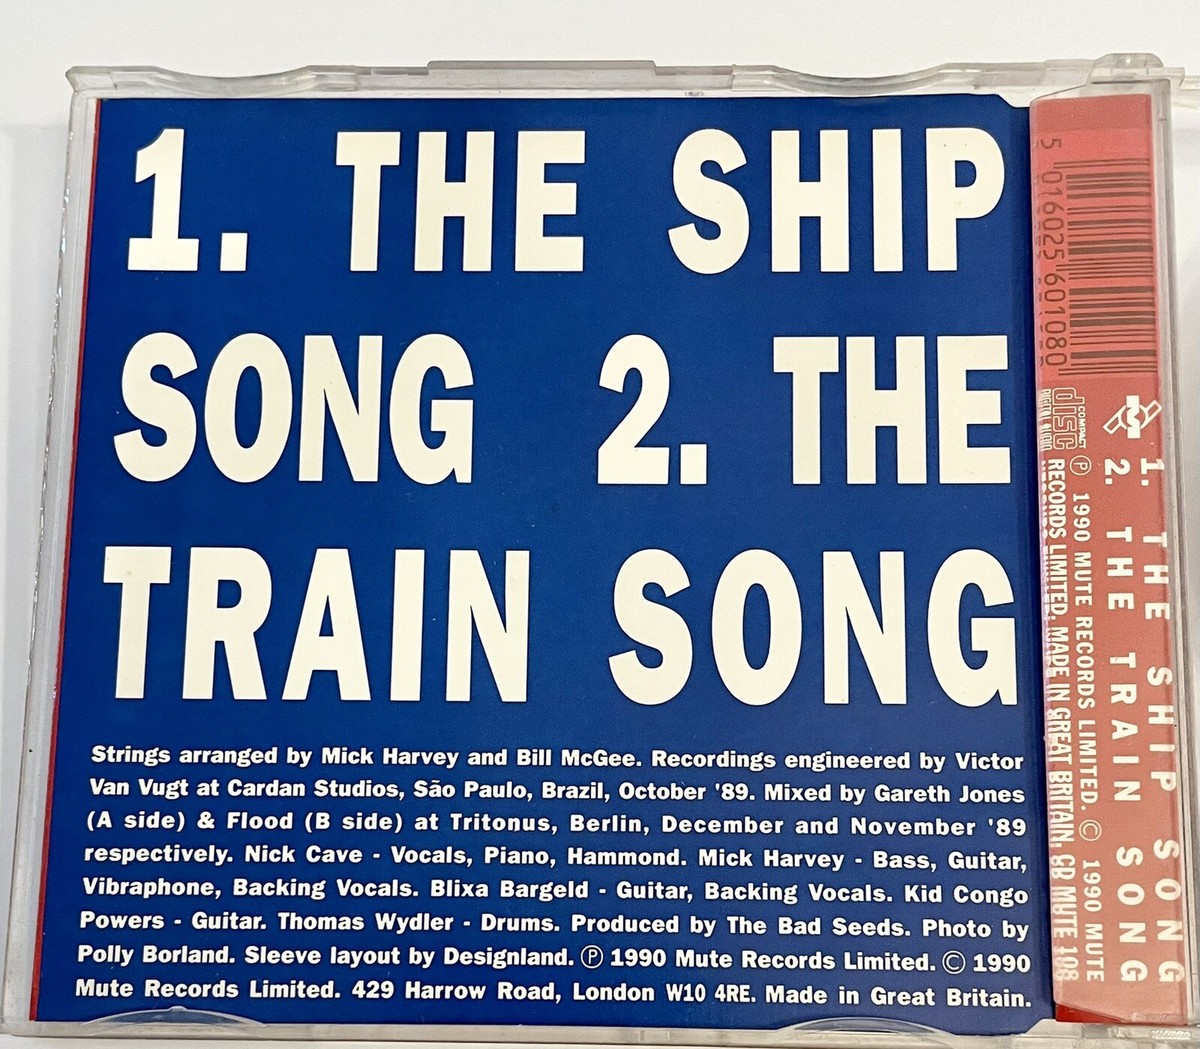 1. THE SHIP
SONG 2. THE
TRAIN SONG
Strings arranged by Mick Harvey and Bill McGee. Recordings engineered by Victor
Van Vugt at Cardan Studios, São Paulo, Brazil, October '89. Mixed by Gareth Jones
(A side) & Flood (B side) at Tritonus, Berlin, December and November '89
respectively. Nick Cave - Vocals, Piano, Hammond. Mick Harvey - Bass, Guitar,
Vibraphone, Backing Vocals. Blixa Bargeld - Guitar, Backing Vocals. Kid Congo
Powers - Guitar. Thomas Wydler - Drums. Produced by The Bad Seeds. Photo by
Polly Borland. Sleeve layout by Designland. Ⓟ 1990 Mute Records Limited. © 1990
Mute Records Limited. 429 Harrow Road, London W10 4RE. Made in Great Britain.
5 016025 601080
COMPACT
disc
DIGITAL AUDIO
1. THE SHIP SONG
2. THE TRAIN SONG
Ⓟ 1990 MUTE RECORDS LIMITED. © 1990 MUTE
RECORDS LIMITED. MADE IN GREAT BRITAIN. CD MUTE 108